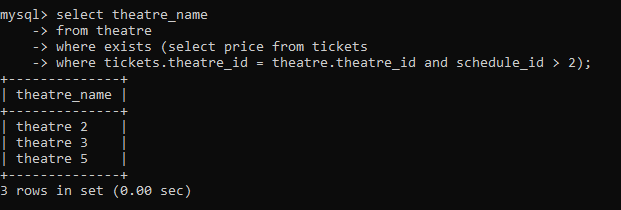 mysql> select theatre_name
    -> from theatre
    -> where exists (select price from tickets
    -> where tickets.theatre_id = theatre.theatre_id and schedule_id > 2);
+--------------+
| theatre_name |
+--------------+
| theatre 2    |
| theatre 3    |
| theatre 5    |
+--------------+
3 rows in set (0.00 sec)